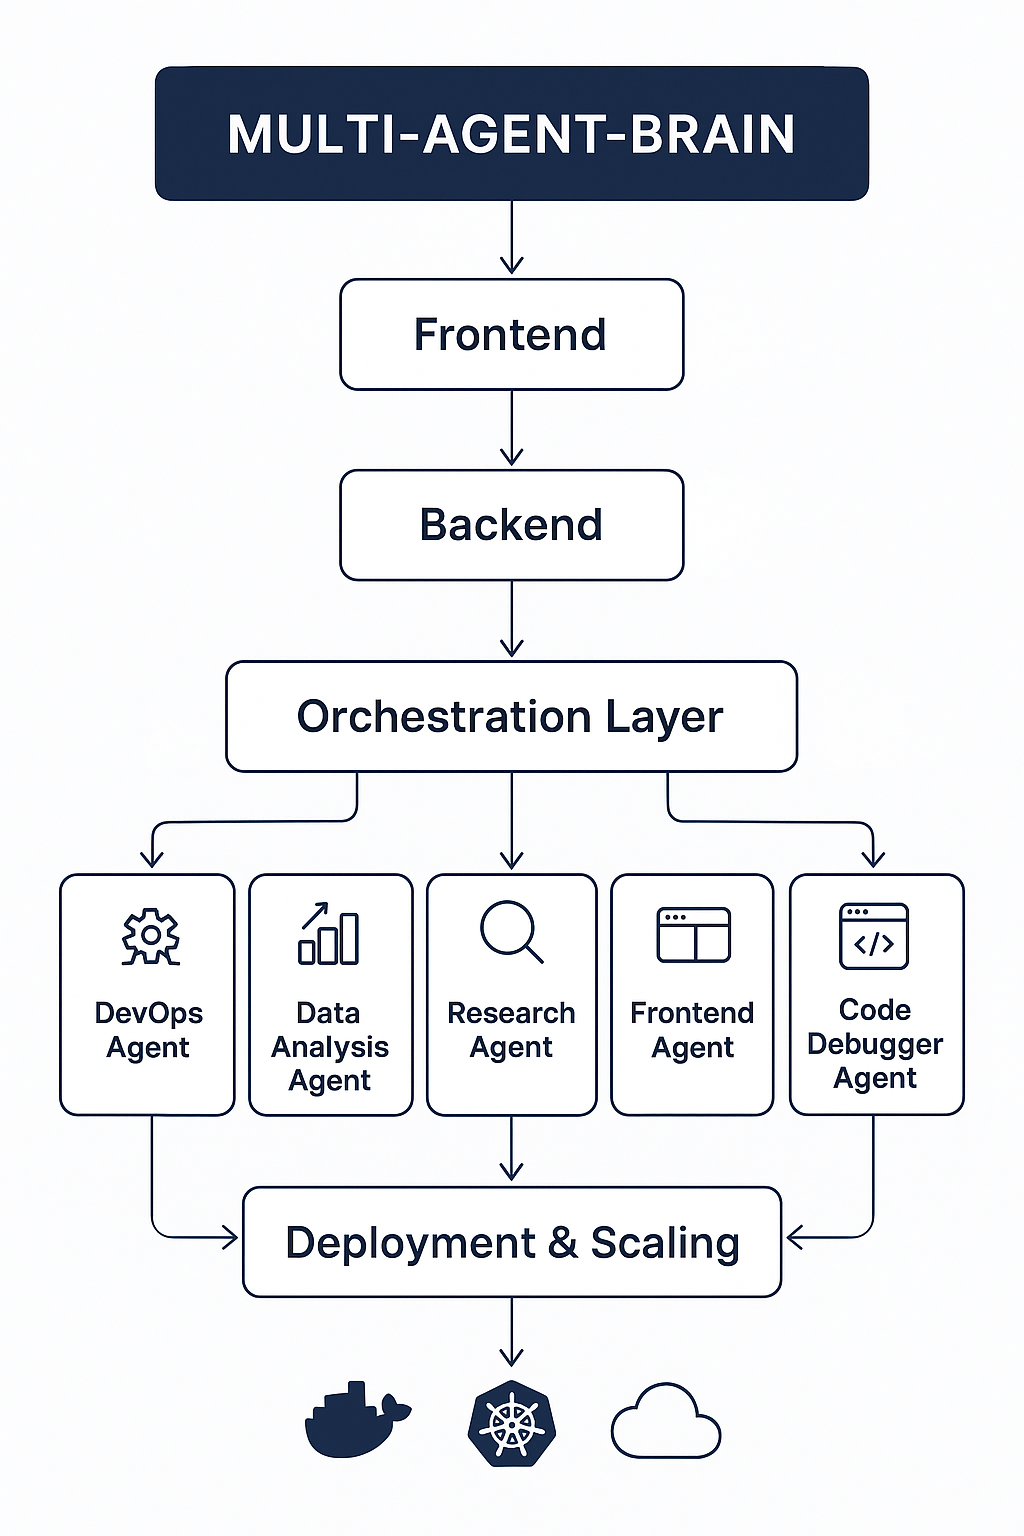 MULTI-AGENT-BRAIN
Frontend
Backend
Orchestration Layer
DevOps
Agent
Data
Analysis
Agent
Research
Agent
Frontend
Agent
</>
Code
Debugger
Agent
Deployment & Scaling